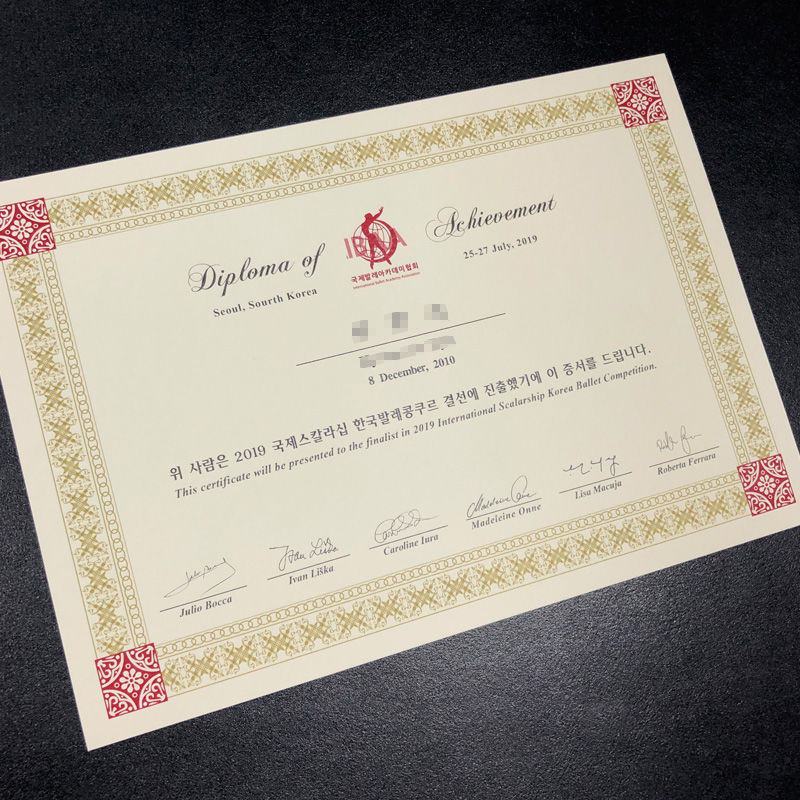 Diploma of Achievement
IBAA
Seoul, Sourth Korea
25-27 July, 2019
국제발레아카데미협회
International Ballet Academy Association
8 December, 2010
위 사람은 2019 국제스칼라십 한국발레콩쿠르 결선에 진출했기에 이 증서를 드립니다.
This certificate will be presented to the finalist in 2019 International Scalarship Korea Ballet Competition.
Julio Bocca
Ivan Liška
Caroline Iura
Madeleine Onne
Lisa Macuja
Roberta Ferrara